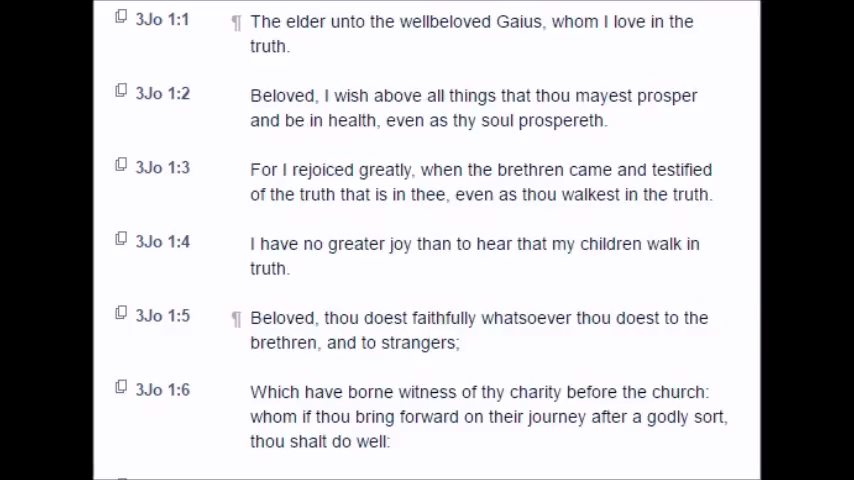 3Jo 1:1 ¶ The elder unto the wellbeloved Gaius, whom I love in the
truth.
3Jo 1:2 Beloved, I wish above all things that thou mayest prosper
and be in health, even as thy soul prospereth.
3Jo 1:3 For I rejoiced greatly, when the brethren came and testified
of the truth that is in thee, even as thou walkest in the truth.
3Jo 1:4 I have no greater joy than to hear that my children walk in
truth.
3Jo 1:5 ¶ Beloved, thou doest faithfully whatsoever thou doest to the
brethren, and to strangers;
3Jo 1:6 Which have borne witness of thy charity before the church:
whom if thou bring forward on their journey after a godly sort,
thou shalt do well: